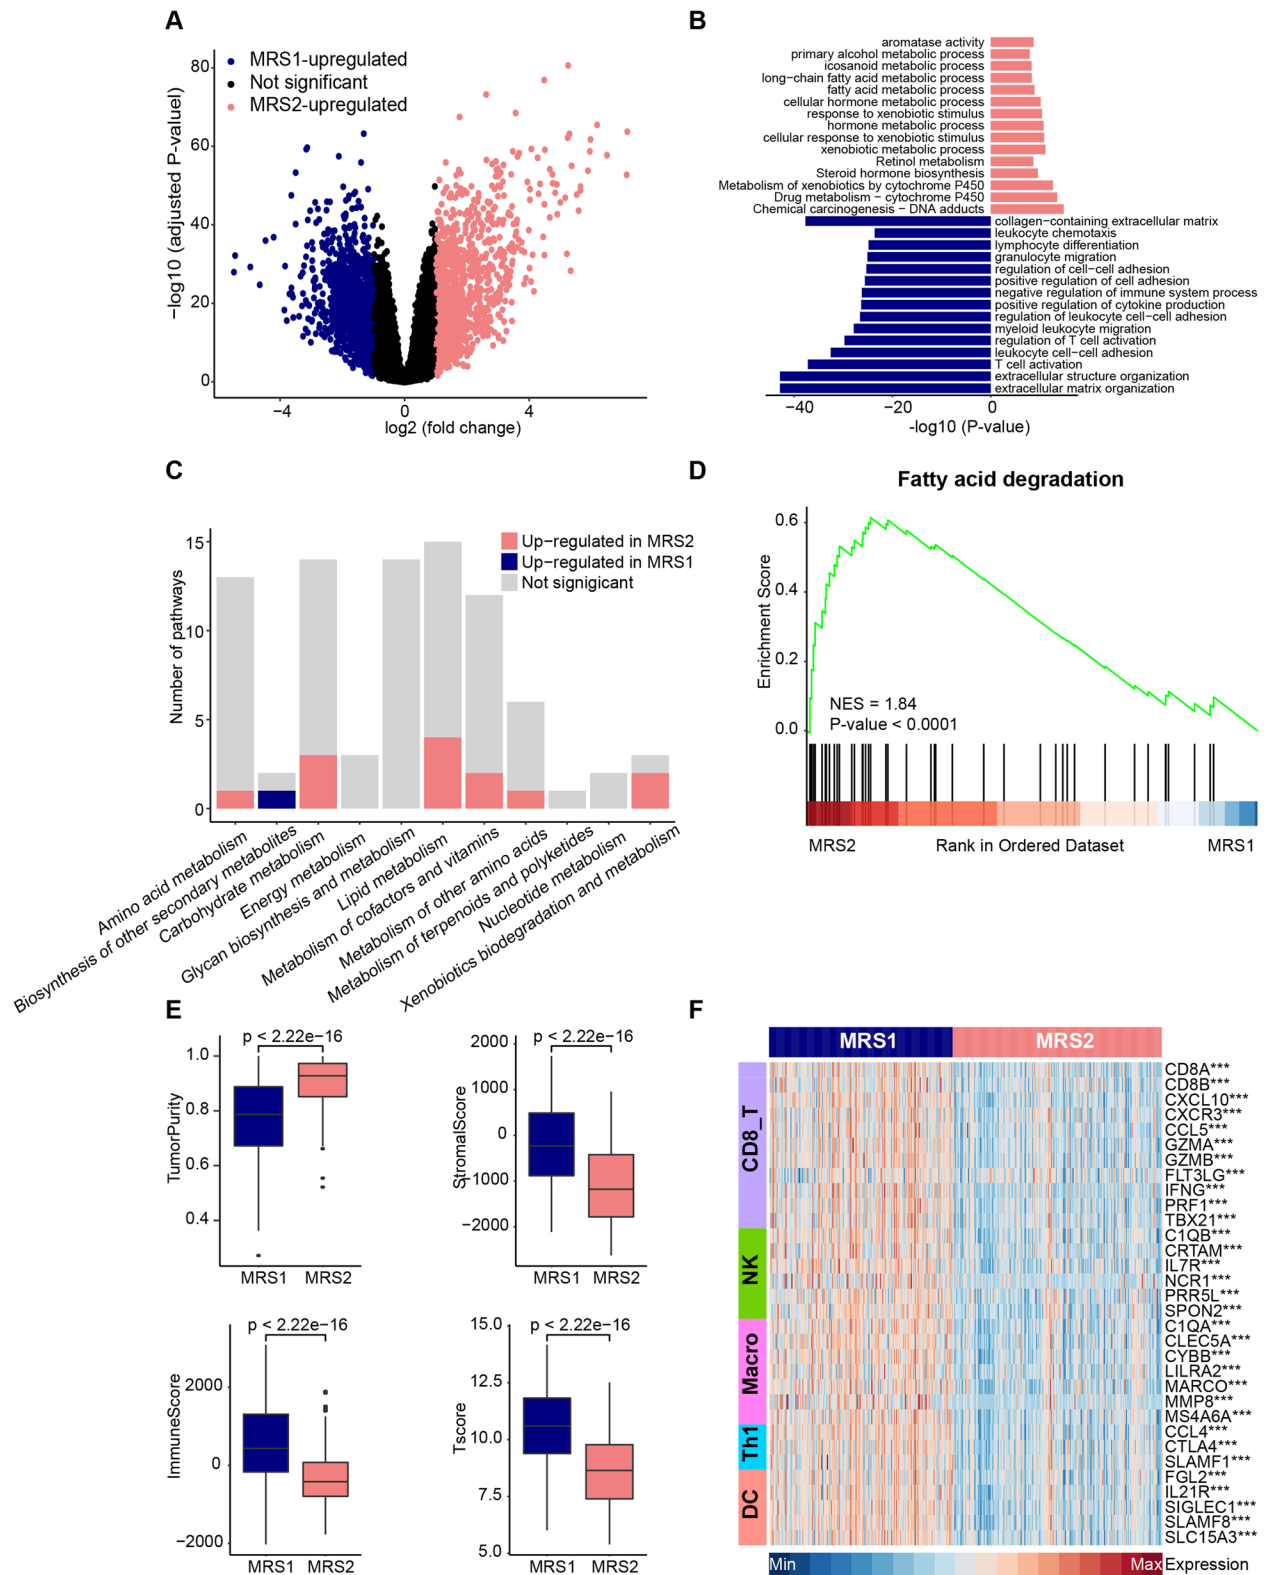 A
MRS1-upregulated
Not significant
MRS2-upregulated
−log10 (adjusted P-valuel)
80
60
40
20
0
−4
0
4
log2 (fold change)
B
aromatase activity
primary alcohol metabolic process
icosanoid metabolic process
long−chain fatty acid metabolic process
fatty acid metabolic process
cellular hormone metabolic process
response to xenobiotic stimulus
hormone metabolic process
cellular response to xenobiotic stimulus
xenobiotic metabolic process
Retinol metabolism
Steroid hormone biosynthesis
Metabolism of xenobiotics by cytochrome P450
Drug metabolism − cytochrome P450
Chemical carcinogenesis − DNA adducts
collagen−containing extracellular matrix
leukocyte chemotaxis
lymphocyte differentiation
granulocyte migration
regulation of cell−cell adhesion
positive regulation of cell adhesion
negative regulation of immune system process
positive regulation of cytokine production
regulation of leukocyte cell−cell adhesion
myeloid leukocyte migration
regulation of T cell activation
leukocyte cell−cell adhesion
T cell activation
extracellular structure organization
extracellular matrix organization
−40
−20
0
-log10 (P-value)
C
Up−regulated in MRS2
Up−regulated in MRS1
Not signigicant
Number of pathways
15
10
5
0
Amino acid metabolism
Biosynthesis of other secondary metabolites
Carbohydrate metabolism
Energy metabolism
Glycan biosynthesis and metabolism
Lipid metabolism
Metabolism of cofactors and vitamins
Metabolism of other amino acids
Metabolism of terpenoids and polyketides
Nucleotide metabolism
Xenobiotics biodegradation and metabolism
D
Fatty acid degradation
Enrichment Score
0.6
0.4
0.2
0.0
NES = 1.84
P-value < 0.0001
MRS2
Rank in Ordered Dataset
MRS1
E
p < 2.22e−16
TumorPurity
1.0
0.8
0.6
0.4
MRS1
MRS2
p < 2.22e−16
StromalScore
2000
1000
0
−1000
−2000
MRS1
MRS2
p < 2.22e−16
ImmuneScore
2000
0
−2000
MRS1
MRS2
p < 2.22e−16
Tscore
15.0
12.5
10.0
7.5
5.0
MRS1
MRS2
F
MRS1
MRS2
CD8_T
NK
Macro
Th1
DC
CD8A***
CD8B***
CXCL10***
CXCR3***
CCL5***
GZMA***
GZMB***
FLT3LG***
IFNG***
PRF1***
TBX21***
C1QB***
CRTAM***
IL7R***
NCR1***
PRR5L***
SPON2***
C1QA***
CLEC5A***
CYBB***
LILRA2***
MARCO***
MMP8***
MS4A6A***
CCL4***
CTLA4***
SLAMF1***
FGL2***
IL21R***
SIGLEC1***
SLAMF8***
SLC15A3***
Min
Max
Expression